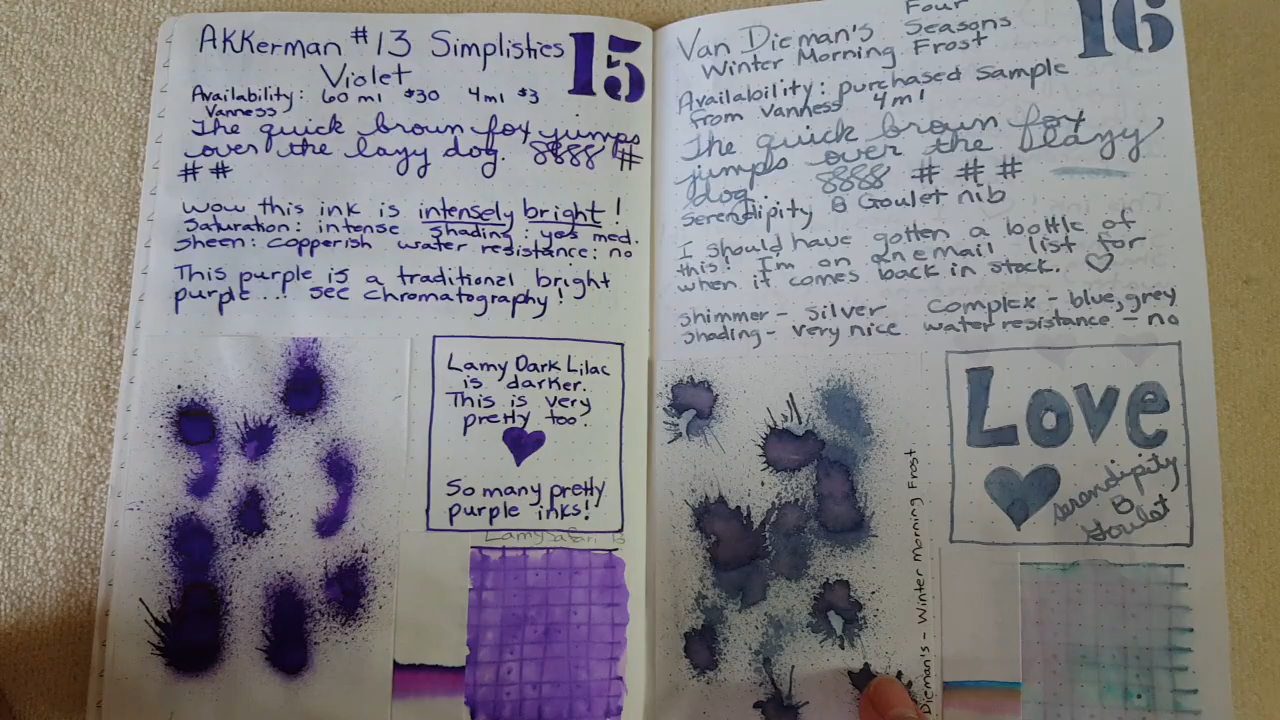 Akkerman #13 Simplisties
Violet
15
Availability: 60 ml $30 4ml $3
Vanness
The quick brown fox jumps
over the lazy dog. 8888 #
# #
Wow this ink is intensely bright!
Saturation: intense shading: yes med.
sheen: copperish water resistance: no
This purple is a traditional bright
purple... see chromatography!
Lamy Dark Lilac
is darker.
This is very
pretty too.
So many pretty
purple inks!
Lamy Safari
Van Dieman's Four
Seasons
Winter Morning Frost
16
Availability: purchased sample
from Vanness 4ml
The quick brown fox
jumps over the lazy
dog. 8888 # # #
Serendipity B Goulet nib
I should have gotten a bottle of
this! I'm on an email list for
when it comes back in stock. ♡
shimmer - silver complex - blue, grey
shading - very nice water resistance - no
Love
Serendipity
B
Goulet
Dieman's - Winter Morning Frost